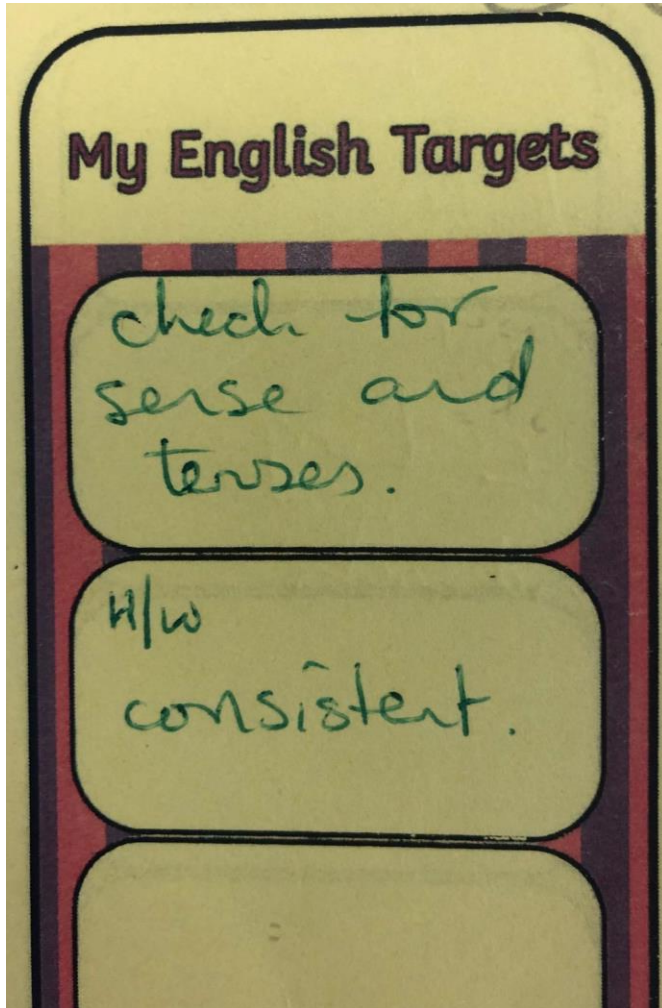 My English Targets
check for
sense and
tenses.
H/W
consistent.